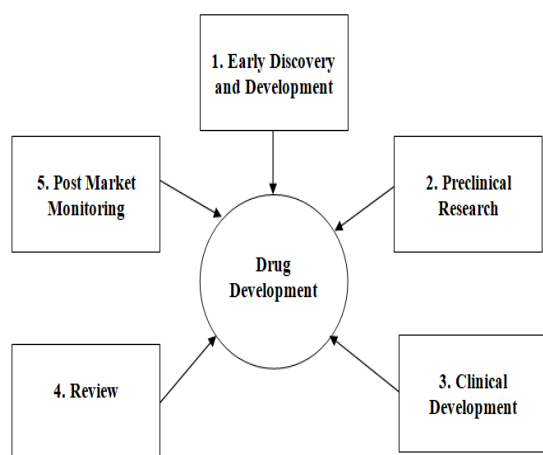 1. Early Discovery
and Development
5. Post Market
Monitoring
2. Preclinical
Research
Drug
Development
4. Review
3. Clinical
Development